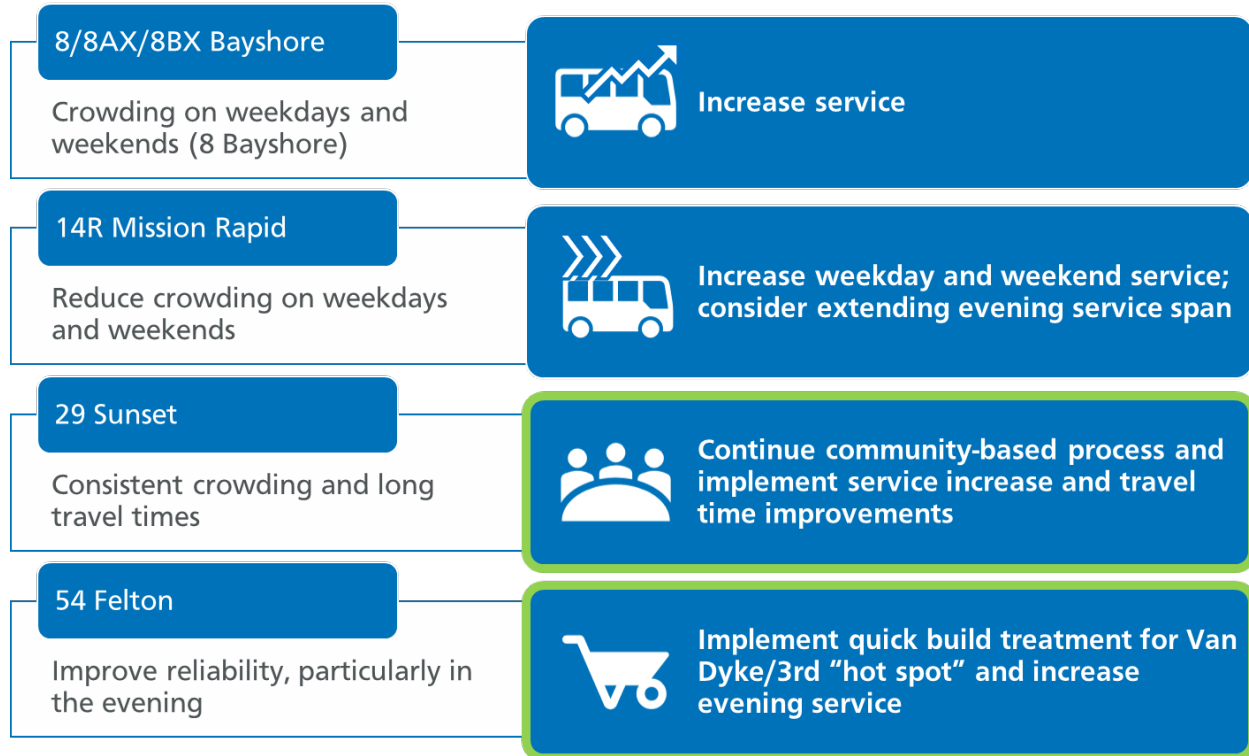 8/8AX/8BX Bayshore
Crowding on weekdays and
weekends (8 Bayshore)
Increase service
14R Mission Rapid
Reduce crowding on weekdays
and weekends
Increase weekday and weekend service;
consider extending evening service span
29 Sunset
Consistent crowding and long
travel times
Continue community-based process and
implement service increase and travel
time improvements
54 Felton
Improve reliability, particularly in
the evening
Implement quick build treatment for Van
Dyke/3rd “hot spot” and increase
evening service